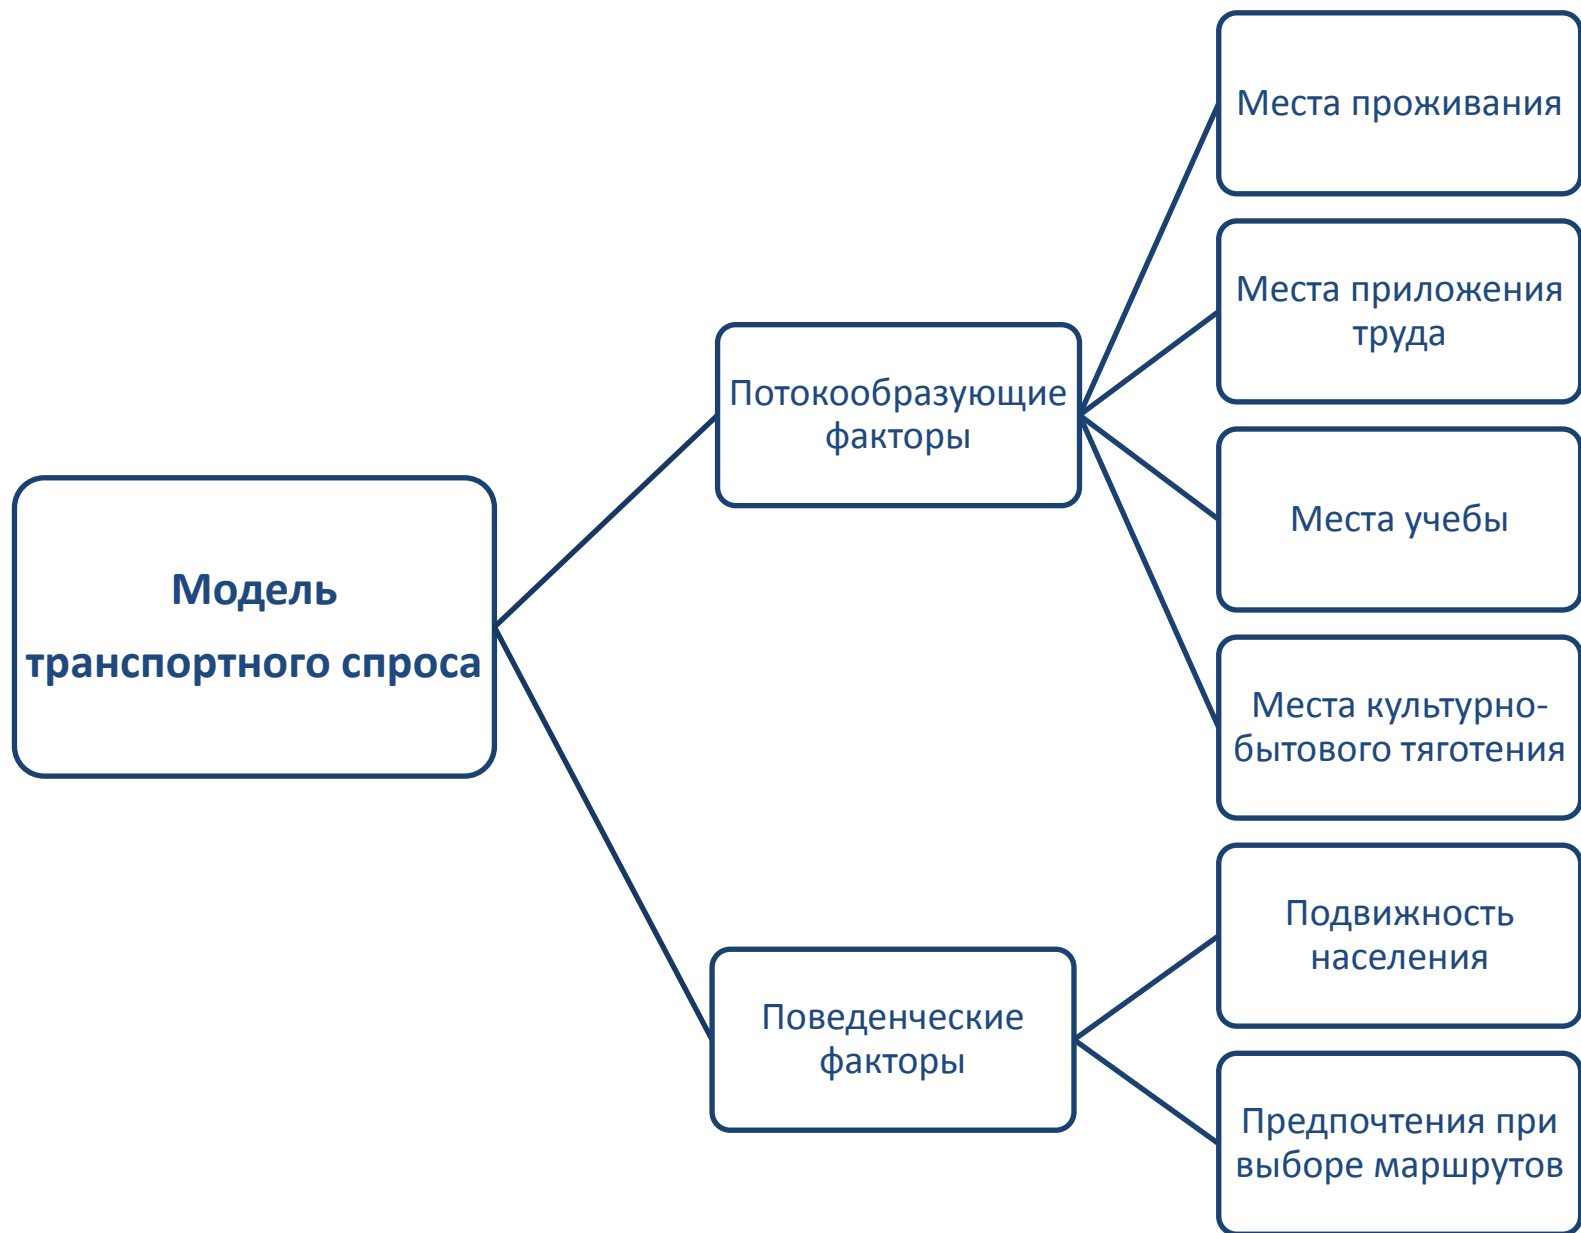 Модель
транспортного спроса
Потокообразующие
факторы
Места проживания
Места приложения
труда
Места учебы
Места культурно-
бытового тяготения
Поведенческие
факторы
Подвижность
населения
Предпочтения при
выборе маршрутов